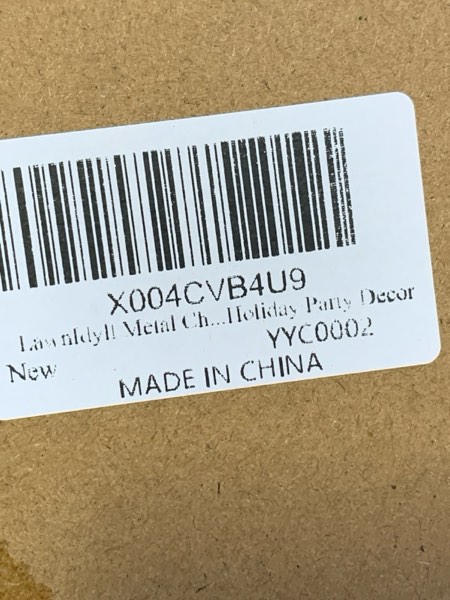 X004CVB4U9
LawnIdyll Metal Ch...Holiday Party Decor
New YYC0002
MADE IN CHINA